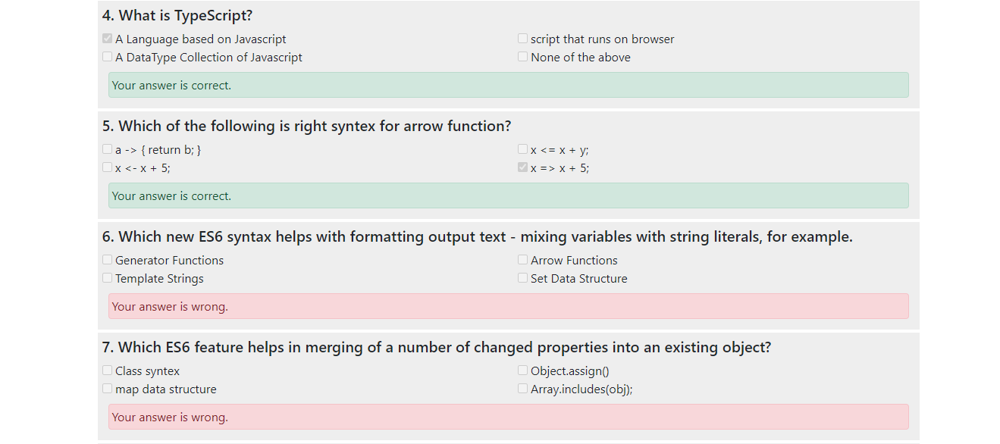 4. What is TypeScript?
A Language based on Javascript
script that runs on browser
A DataType Collection of Javascript
None of the above
Your answer is correct.
5. Which of the following is right syntex for arrow function?
a -> { return b; }
x <= x + y;
x <- x + 5;
x => x + 5;
Your answer is correct.
6. Which new ES6 syntax helps with formatting output text - mixing variables with string literals, for example.
Generator Functions
Arrow Functions
Template Strings
Set Data Structure
Your answer is wrong.
7. Which ES6 feature helps in merging of a number of changed properties into an existing object?
Class syntex
Object.assign()
map data structure
Array.includes(obj);
Your answer is wrong.